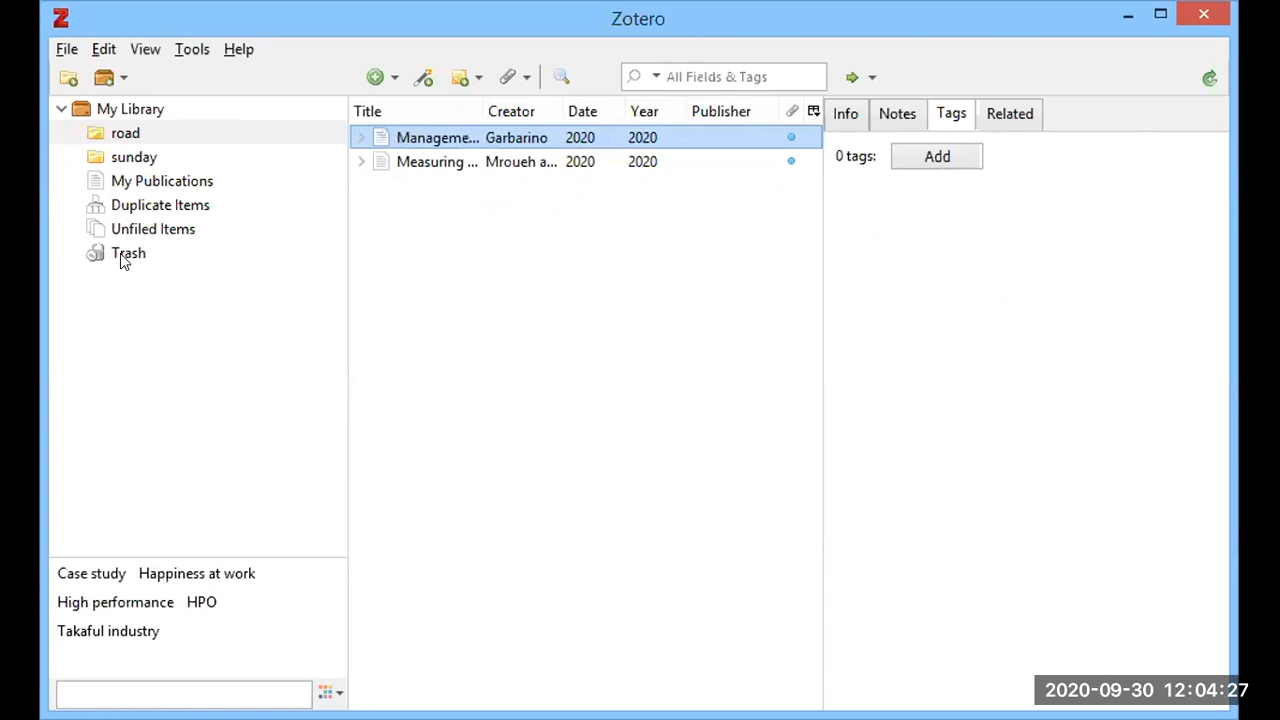 Zotero
File Edit View Tools Help
All Fields & Tags
My Library
road
sunday
My Publications
Duplicate Items
Unfiled Items
Trash
Title Creator Date Year Publisher
Manageme... Garbarino 2020 2020
Measuring ... Mroueh a... 2020 2020
Info Notes Tags Related
0 tags: Add
Case study Happiness at work
High performance HPO
Takaful industry
2020-09-30 12:04:27